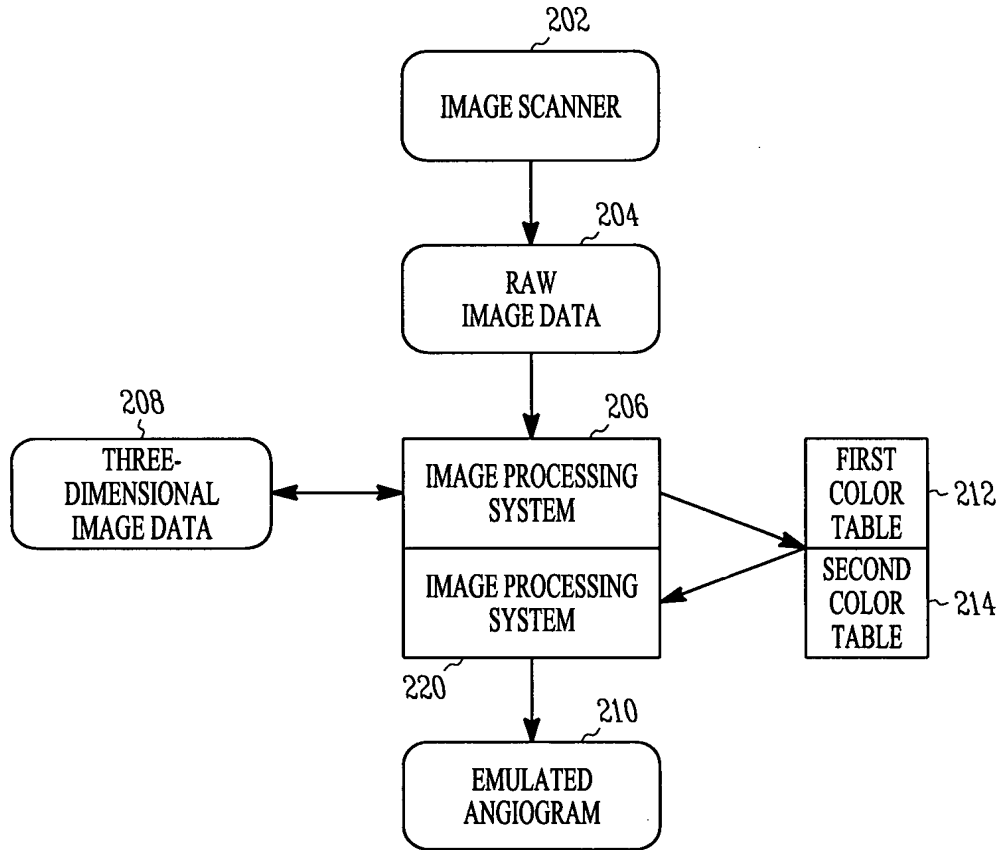 202
IMAGE SCANNER
204
RAW
IMAGE DATA
206
208
THREE-
DIMENSIONAL
IMAGE DATA
IMAGE PROCESSING
SYSTEM
FIRST
COLOR
TABLE
212
IMAGE PROCESSING
SYSTEM
SECOND
COLOR
TABLE
214
220
210
EMULATED
ANGIOGRAM